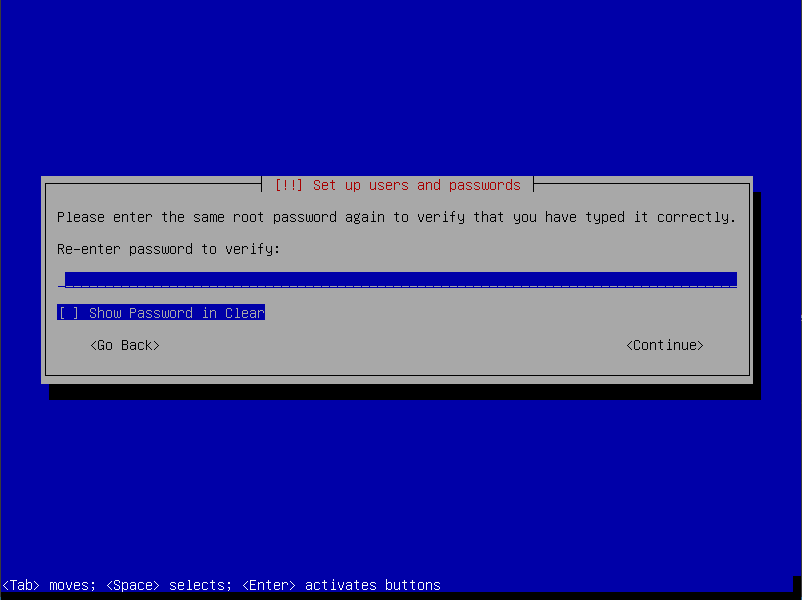 [!!] Set up users and passwords
Please enter the same root password again to verify that you have typed it correctly.
Re-enter password to verify:
[ ] Show Password in Clear
<Go Back> <Continue>
<Tab> moves; <Space> selects; <Enter> activates buttons